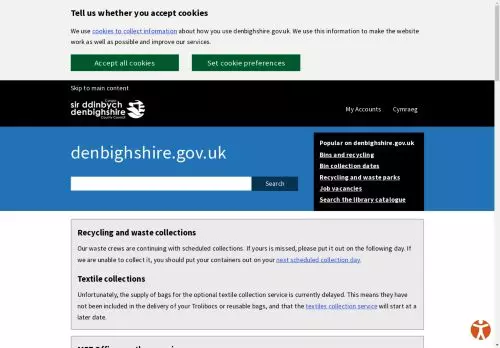 Tell us whether you accept cookies
We use cookies to collect information about how you use denbighshire.gov.uk. We use this information to make the website
work as well as possible and improve our services.
Accept all cookies
Set cookie preferences
Skip to main content
sir ddinbych
denbighshire
County Council
My Accounts
Cymraeg
denbighshire.gov.uk
Search
Popular on denbighshire.gov.uk
Bins and recycling
Bin collection dates
Recycling and waste parks
Job vacancies
Search the library catalogue
Recycling and waste collections
Our waste crews are continuing with scheduled collections. If yours is missed, please put it out on the following day. If
we are unable to collect it, you should put your containers out on your next scheduled collection day.
Textile collections
Unfortunately, the supply of bags for the optional textile collection service is currently delayed. This means they have
not been included in the delivery of your Trolibocs or reusable bags, and that the textiles collection service will start at a
later date.